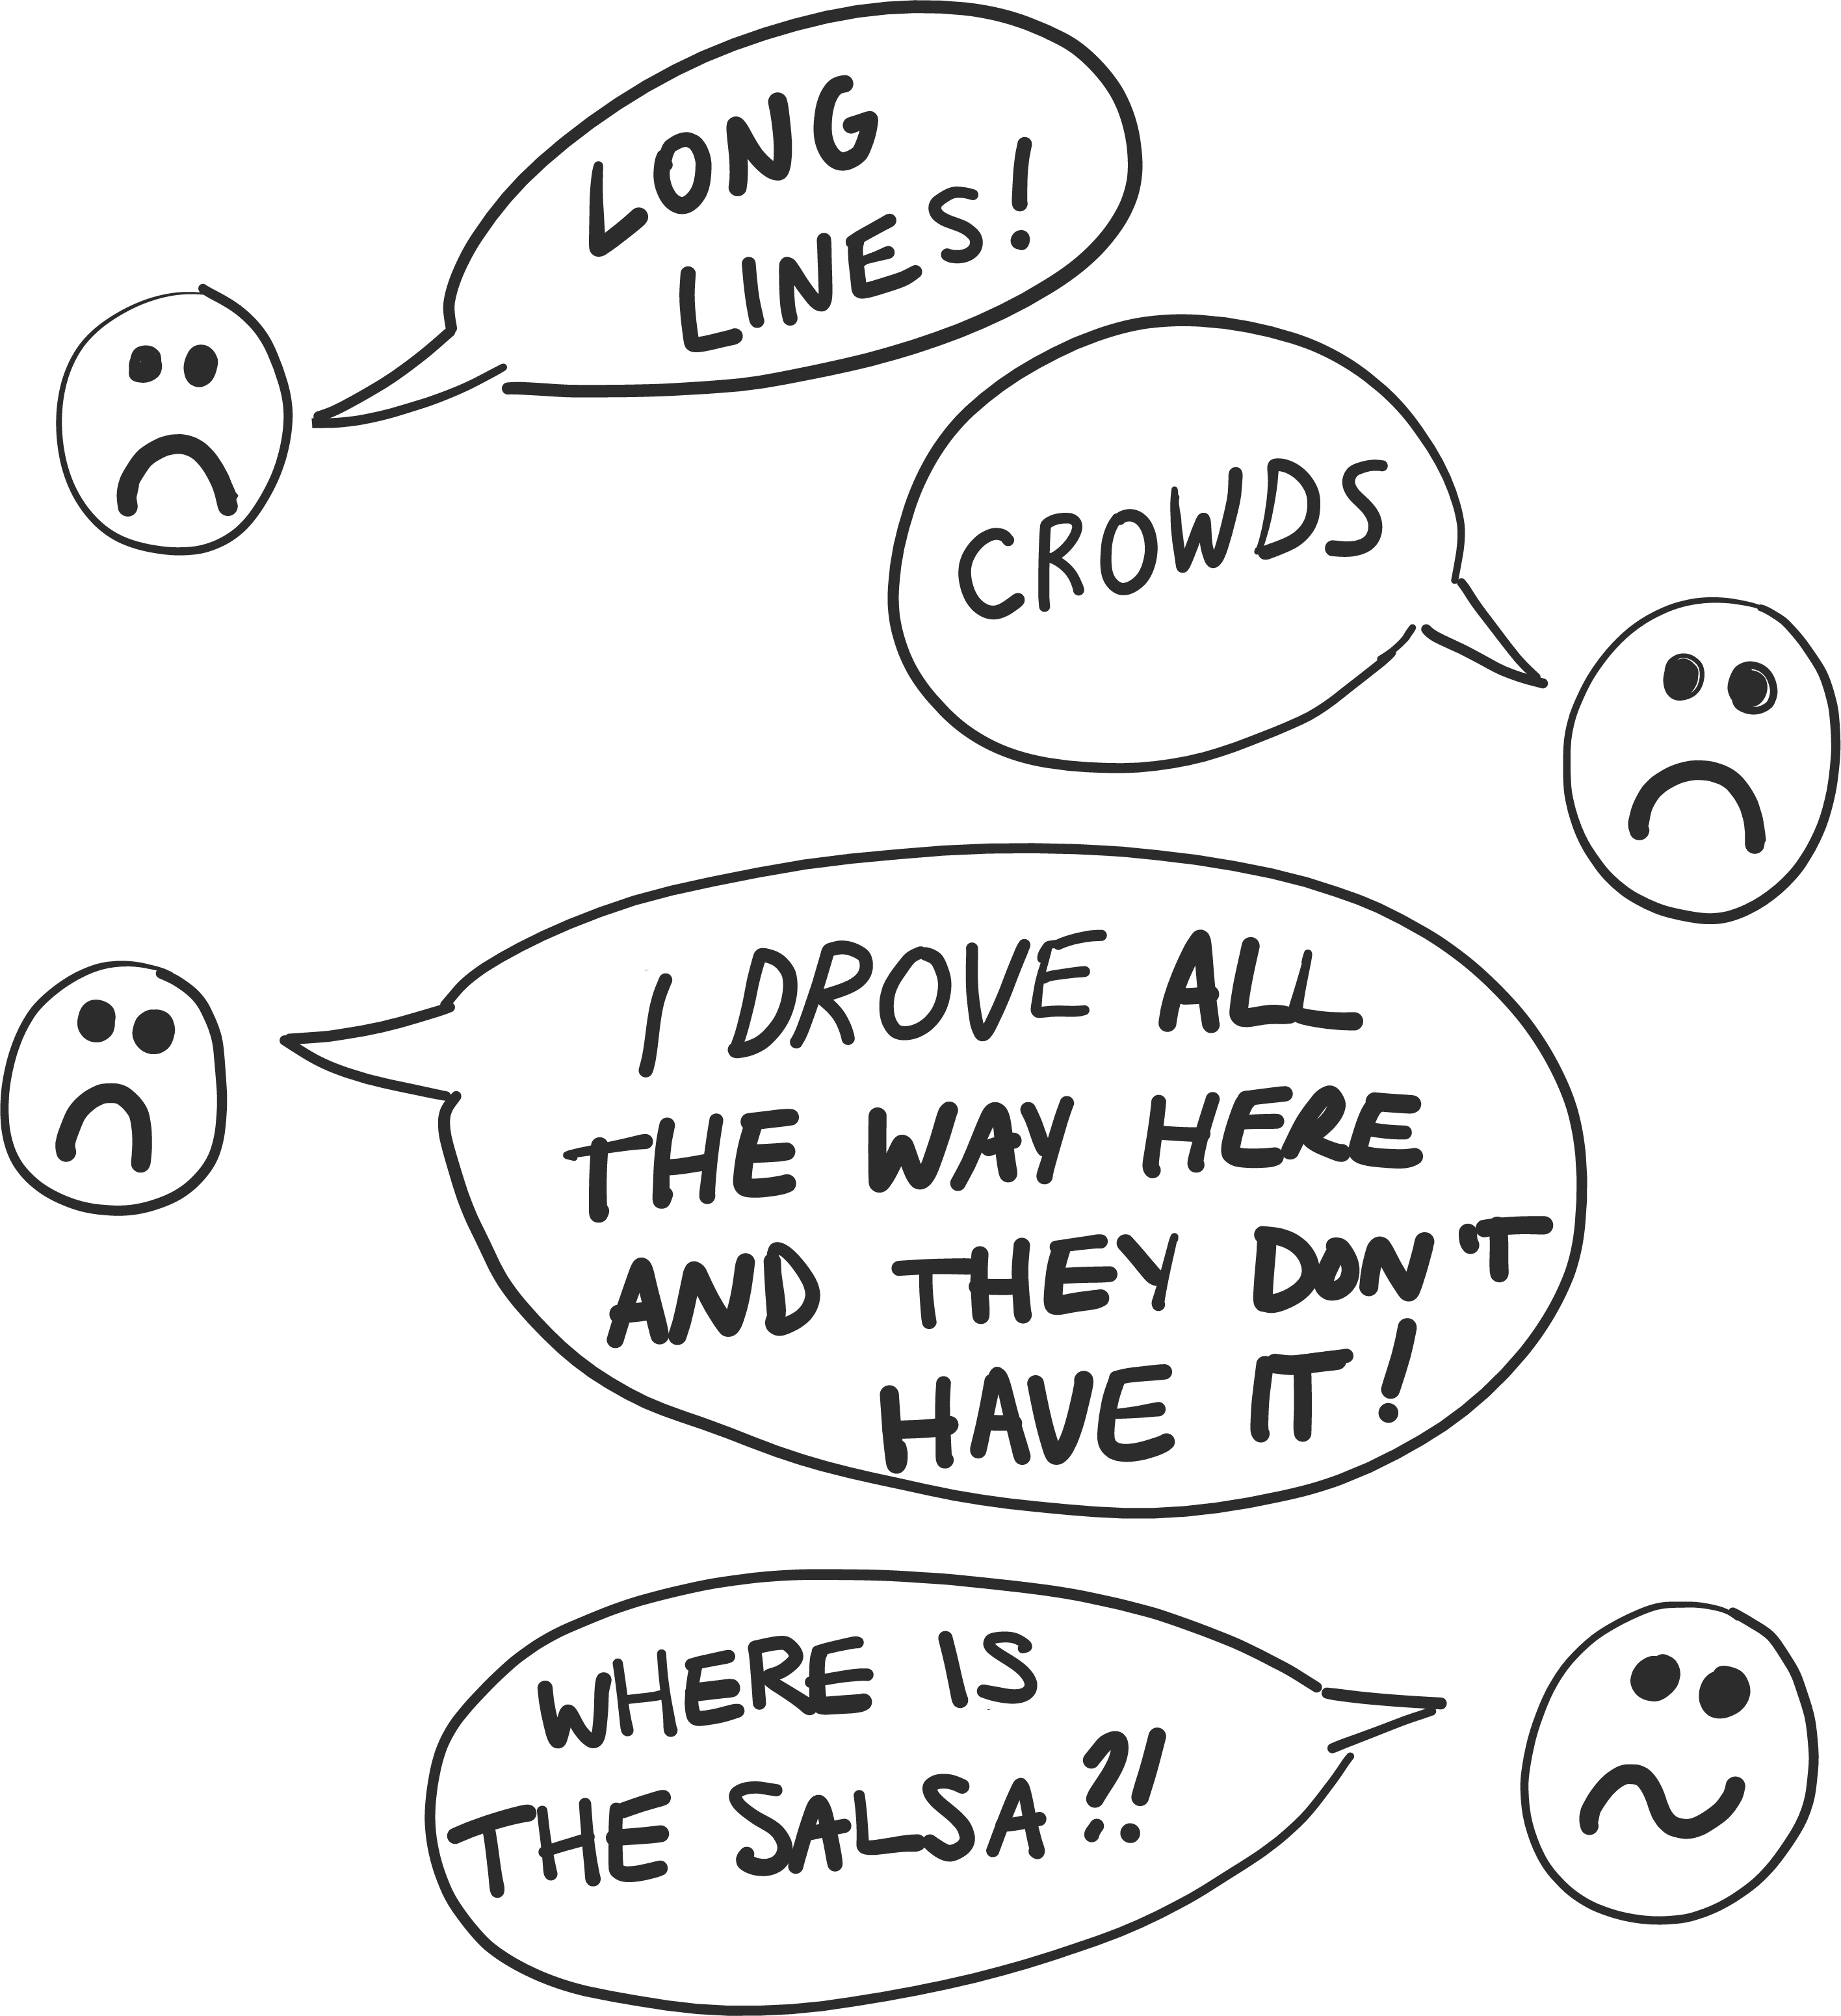 LONG
LINES!
CROWDS
I DROVE ALL
THE WAY HERE
AND THEY DON'T
HAVE IT!
WHERE IS
THE SALSA?!